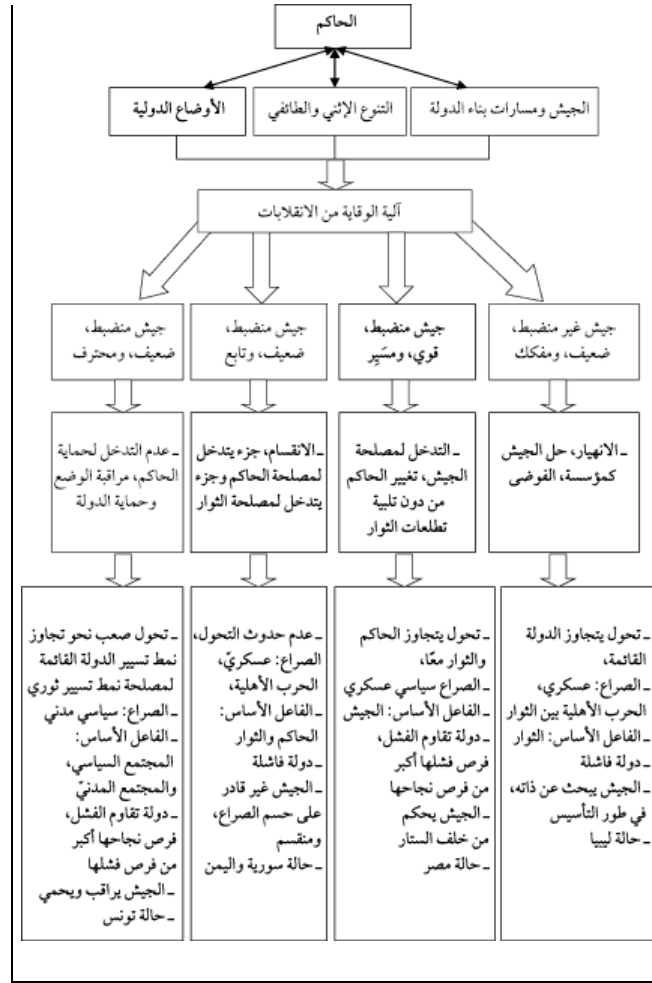 الحاكم
الجيش ومسارات بناء الدولة
التنوع الإثني والطائفي
الأوضاع الدولية
آلية الوقاية من الانقلابات
جيش غير منضبط،
ضعيف، ومفكك
جيش منضبط،
قوي، ومسَيِر
جيش منضبط،
ضعيف، وتابع
جيش منضبط،
ضعيف، ومحترف
ـ الانهيار، حل الجيش
كمؤسسة، الفوضى
ـ التدخل لمصلحة
الجيش، تغيير الحاكم
من دون تلبية
تطلعات الثوار
ـ الانقسام، جزء يتدخل
لمصلحة الحاكم وجزء
يتدخل لمصلحة الثوار
ـ عدم التدخل لحماية
الحاكم، مراقبة الوضع
وحماية الدولة
ـ تحول يتجاوز الدولة
القائمة،
ـ الصراع: عسكري،
الحرب الأهلية بين الثوار
ـ الفاعل الأساس: الثوار
ـ دولة فاشلة
ـ الجيش يبحث عن ذاته،
في طور التأسيس
ـ حالة ليبيا
ـ تحول يتجاوز الحاكم
والثوار معًا،
ـ الصراع سياسي عسكري
ـ الفاعل الأساس: الجيش
ـ دولة تقاوم الفشل،
فرص فشلها أكبر
من فرص نجاحها
ـ الجيش يحكم
من خلف الستار
ـ حالة مصر
ـ عدم حدوث التحول،
الصراع: عسكريّ،
الحرب الأهلية،
ـ الفاعل الأساس:
الحاكم والثوار
ـ دولة فاشلة
ـ الجيش غير قادر
على حسم الصراع،
ومنقسم
ـ حالة سورية واليمن
ـ تحول صعب نحو تجاوز
نمط تسيير الدولة القائمة
لمصلحة نمط تسيير ثوري
ـ الصراع: سياسي مدني
ـ الفاعل الأساس:
المجتمع السياسي،
والمجتمع المدنيّ
ـ دولة تقاوم الفشل،
فرص نجاحها أكبر
من فرص فشلها
ـ الجيش يراقب ويحمي
ـ حالة تونس